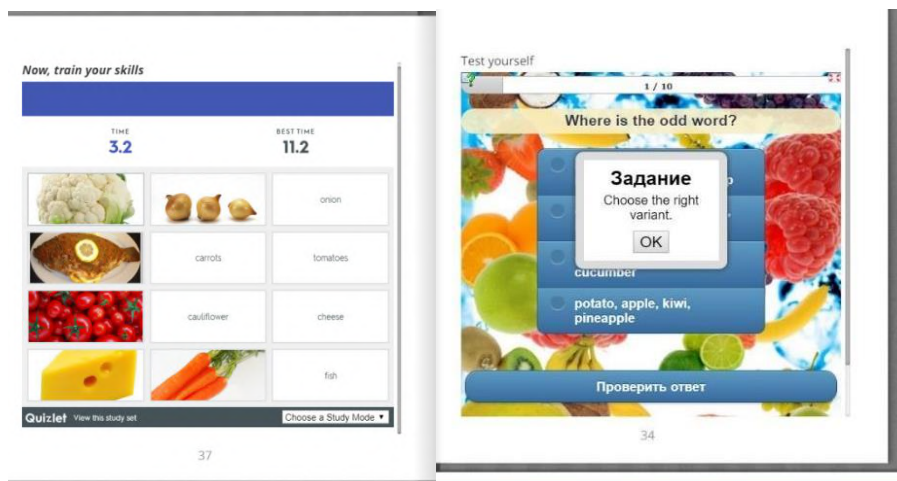 Now, train your skills
TIME
BEST TIME
3.2
11.2
onion
carrots
tomatoes
cauliflower
cheese
fish
Quizlet View this study set
Choose a Study Mode
37
Test yourself
1 / 10
Where is the odd word?
Задание
Choose the right
variant.
OK
cucumber
potato, apple, kiwi,
pineapple
Проверить ответ
34